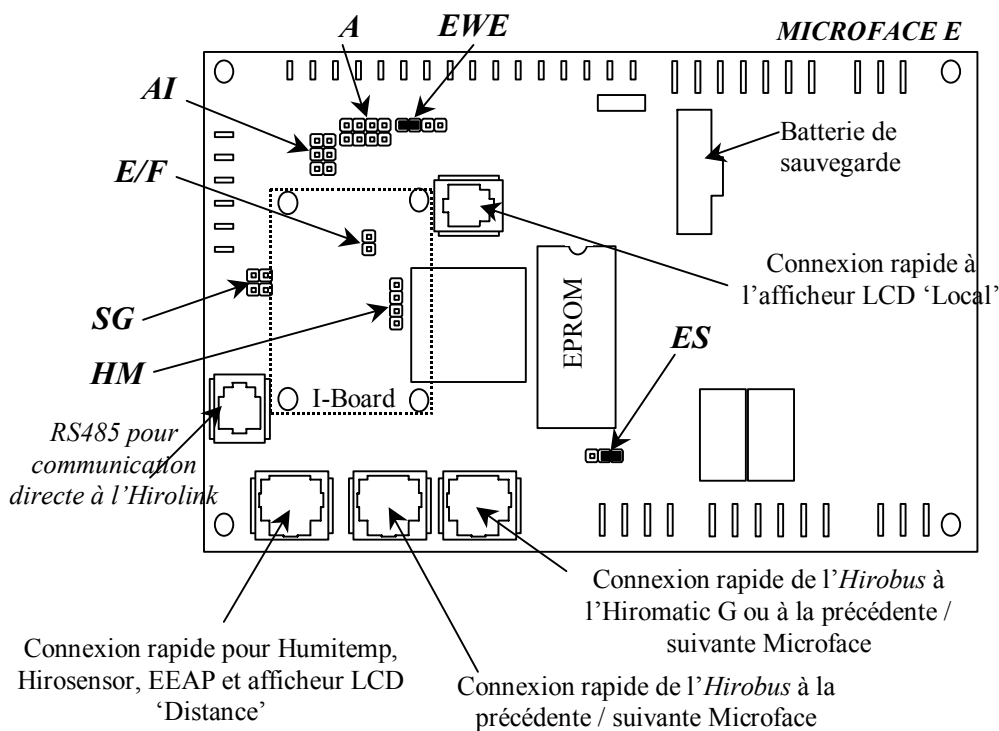 A
EWE
MICROFACE E
AI
E/F
Batterie de
sauvegarde
Connexion rapide à
l'afficheur LCD ‘Local’
SG
HM
EPROM
ES
I-Board
RS485 pour
communication
directe à l'Hirolink
Connexion rapide de l'Hirobus à
l'Hiromatic G ou à la précédente /
suivante Microface
Connexion rapide pour Humitemp,
Hirosensor, EEAP et afficheur LCD
‘Distance’
Connexion rapide de l'Hirobus à la
précédente / suivante Microface